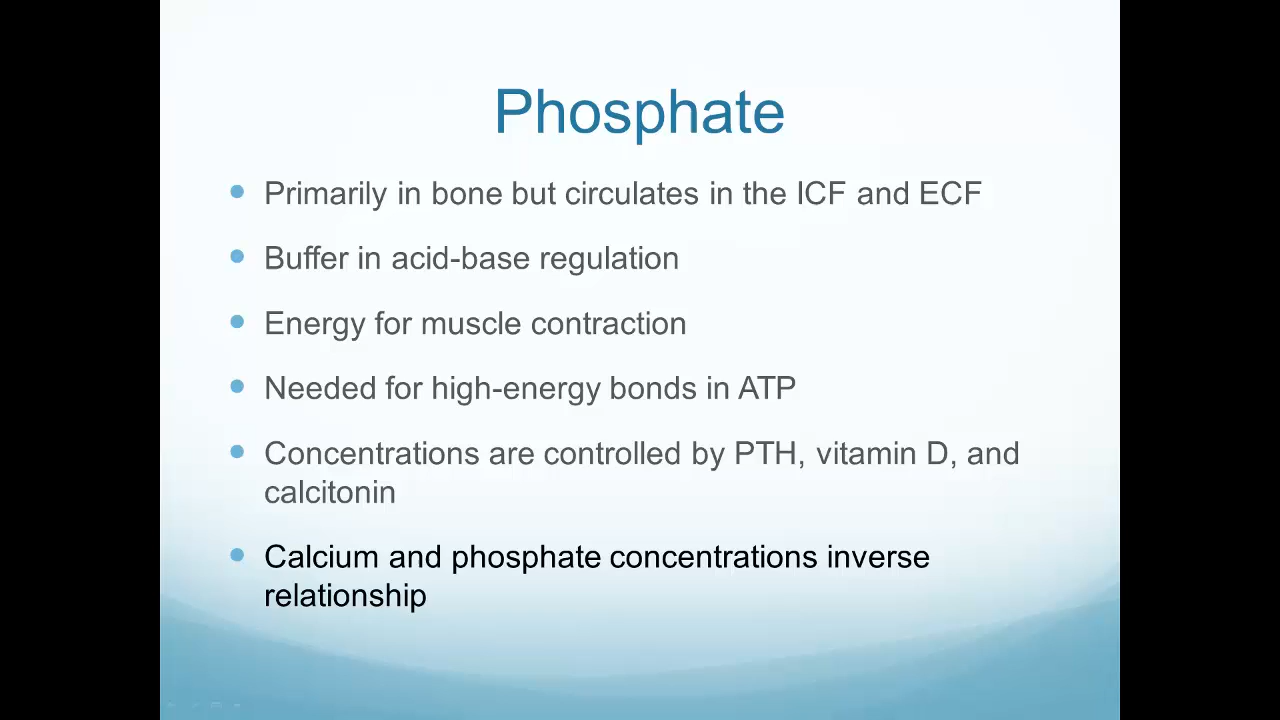 Phosphate
Primarily in bone but circulates in the ICF and ECF
Buffer in acid-base regulation
Energy for muscle contraction
Needed for high-energy bonds in ATP
Concentrations are controlled by PTH, vitamin D, and
calcitonin
Calcium and phosphate concentrations inverse
relationship